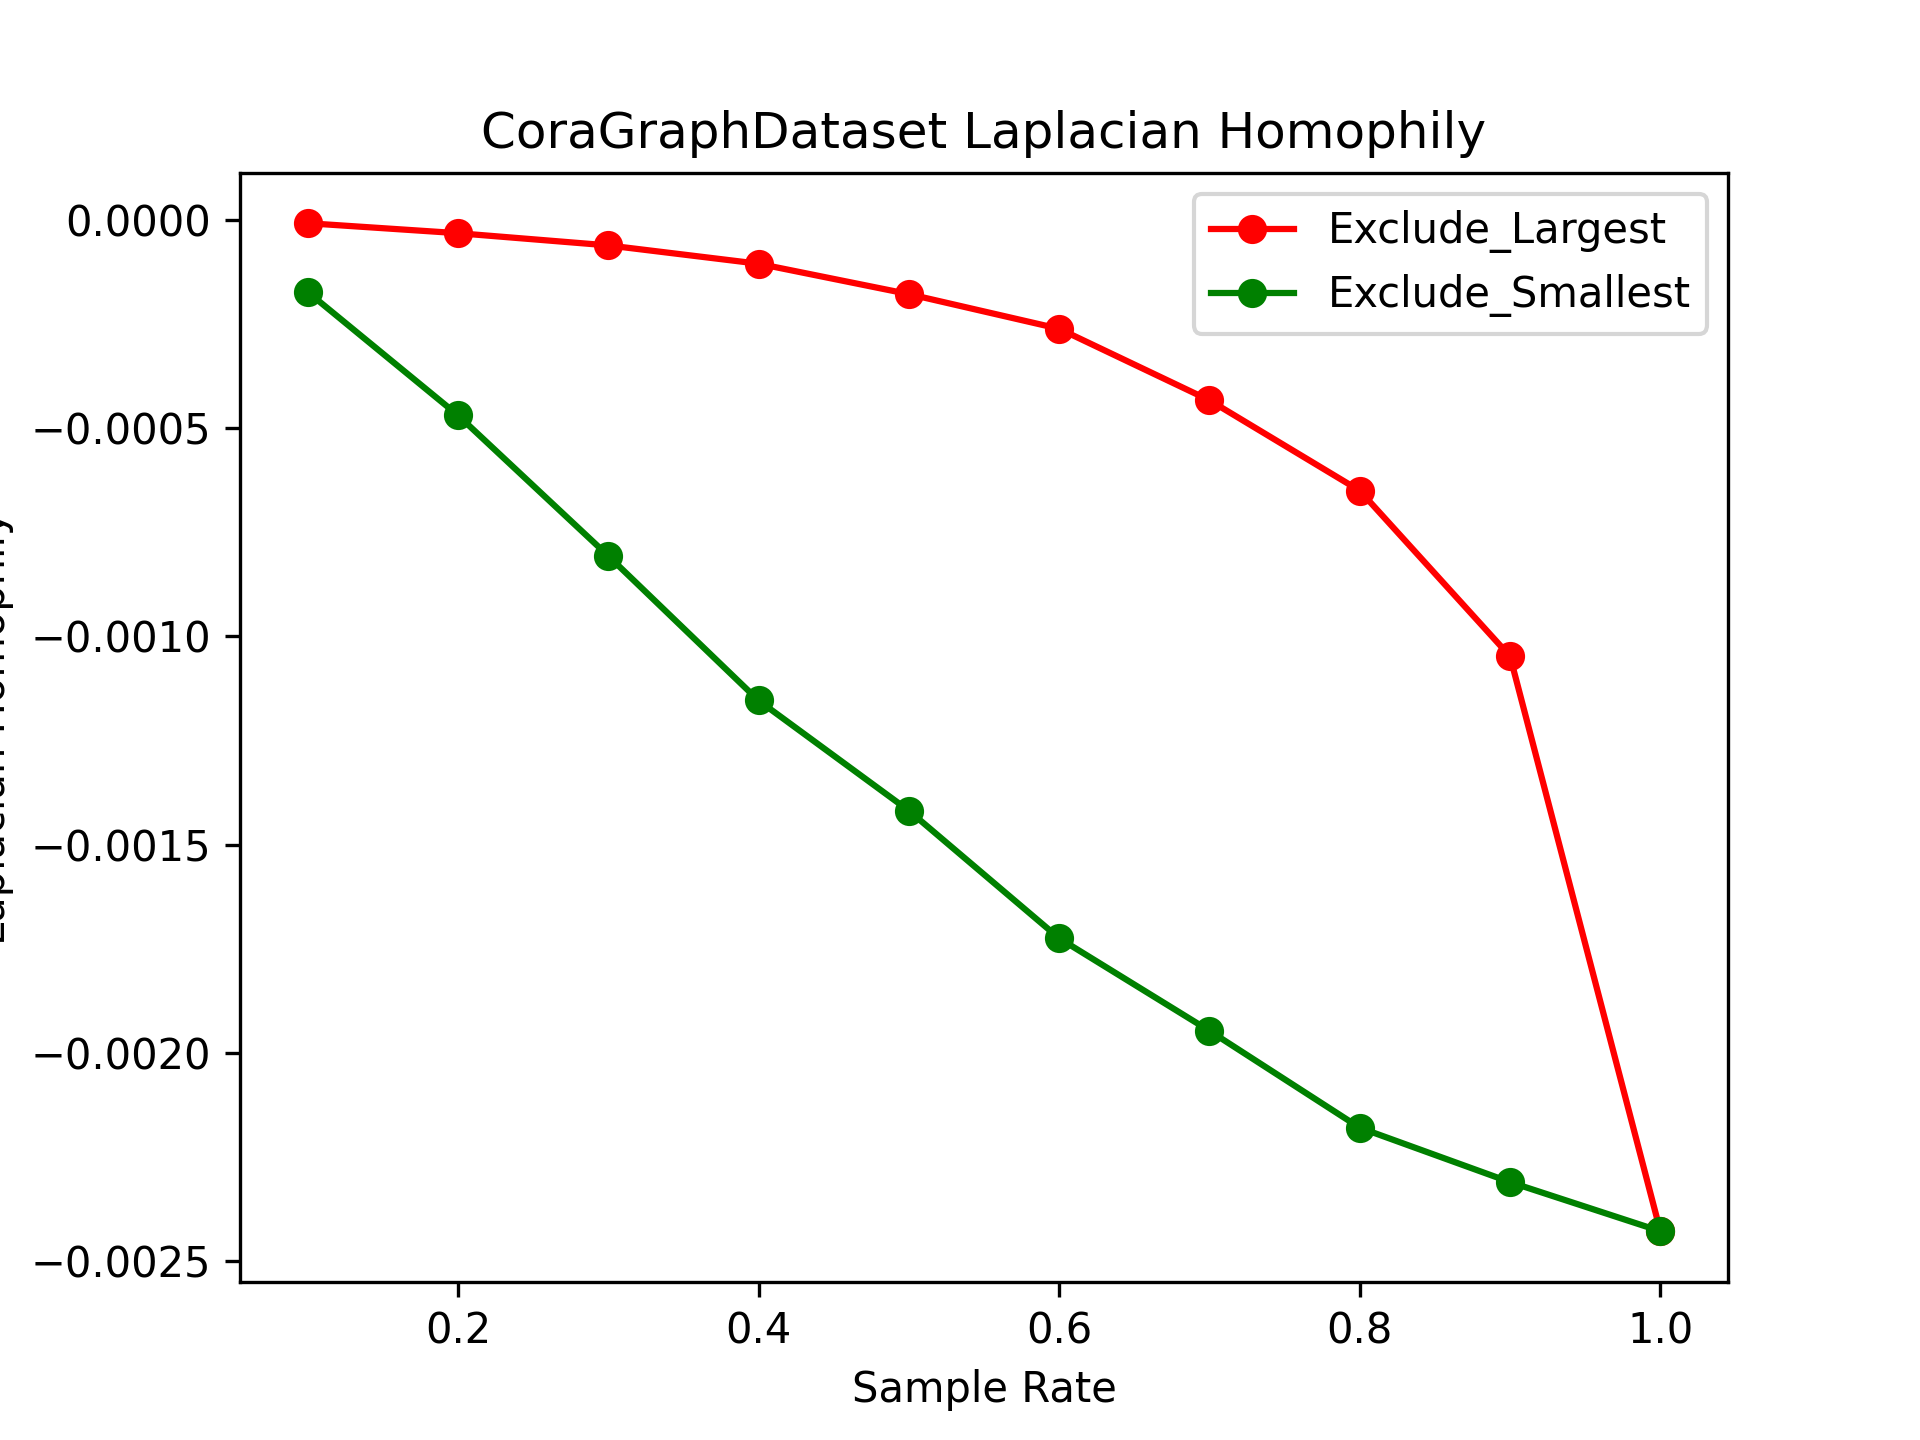 CoraGraphDataset Laplacian Homophily
0.0000
−0.0005
−0.0010
−0.0015
−0.0020
−0.0025
Exclude_Largest
Exclude_Smallest
0.2 0.4 0.6 0.8 1.0
Sample Rate